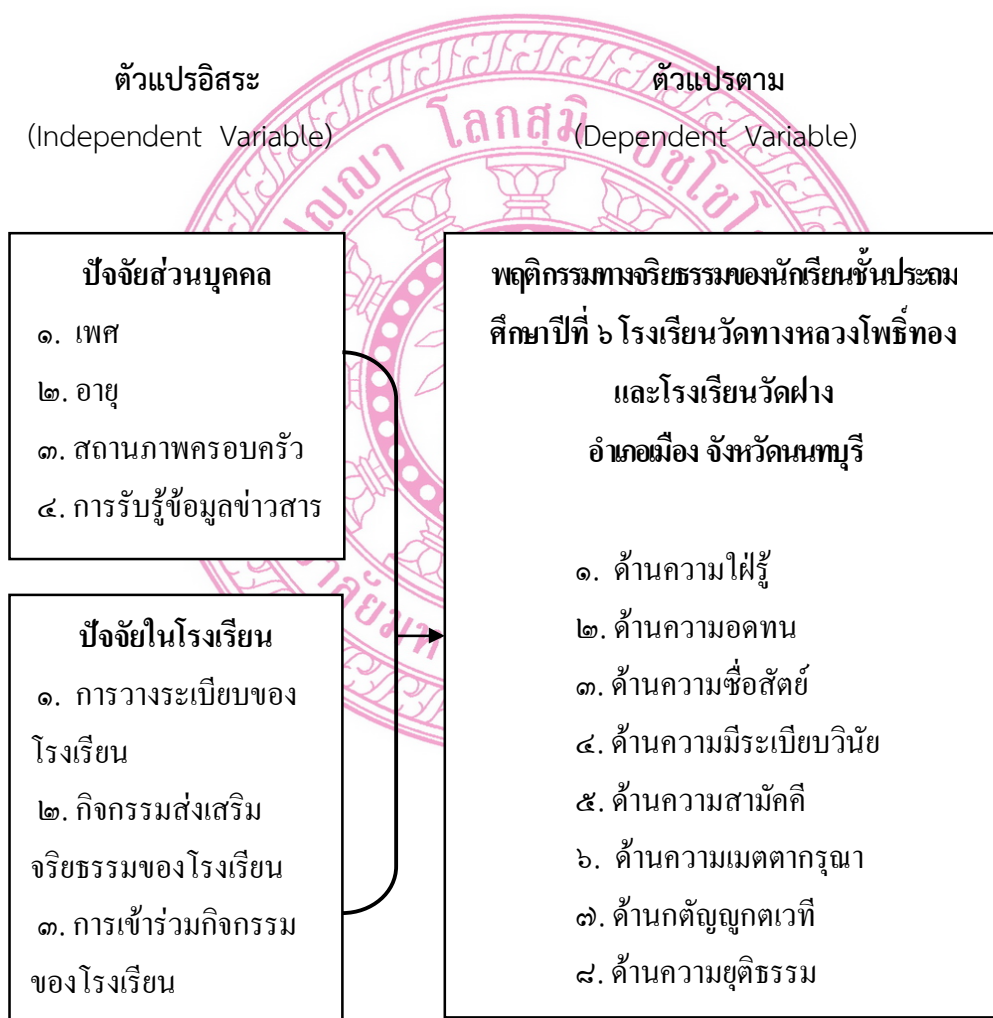 ตัวแปรอิสระ
(Independent Variable)
ตัวแปรตาม
(Dependent Variable)
ปญฺญา โลกสฺมิ ปชฺโช
ปัจจัยส่วนบุคคล
๑. เพศ
๒. อายุ
๓. สถานภาพครอบครัว
๔. การรับรู้ข้อมูลข่าวสาร
ปัจจัยในโรงเรียน
๑. การวางระเบียบของ
โรงเรียน
๒. กิจกรรมส่งเสริม
จริยธรรมของโรงเรียน
๓. การเข้าร่วมกิจกรรม
ของโรงเรียน
พฤติกรรมทางจริยธรรมของนักเรียนชั้นประถม
ศึกษาปีที่ ๖ โรงเรียนวัดทางหลวงโพธิ์ทอง
และโรงเรียนวัดฝาง
อำเภอเมือง จังหวัดนนทบุรี
๑. ด้านความใฝ่รู้
๒. ด้านความอดทน
๓. ด้านความซื่อสัตย์
๔. ด้านความมีระเบียบวินัย
๕. ด้านความสามัคคี
๖. ด้านความเมตตากรุณา
๗. ด้านกตัญญูกตเวที
๘. ด้านความยุติธรรม